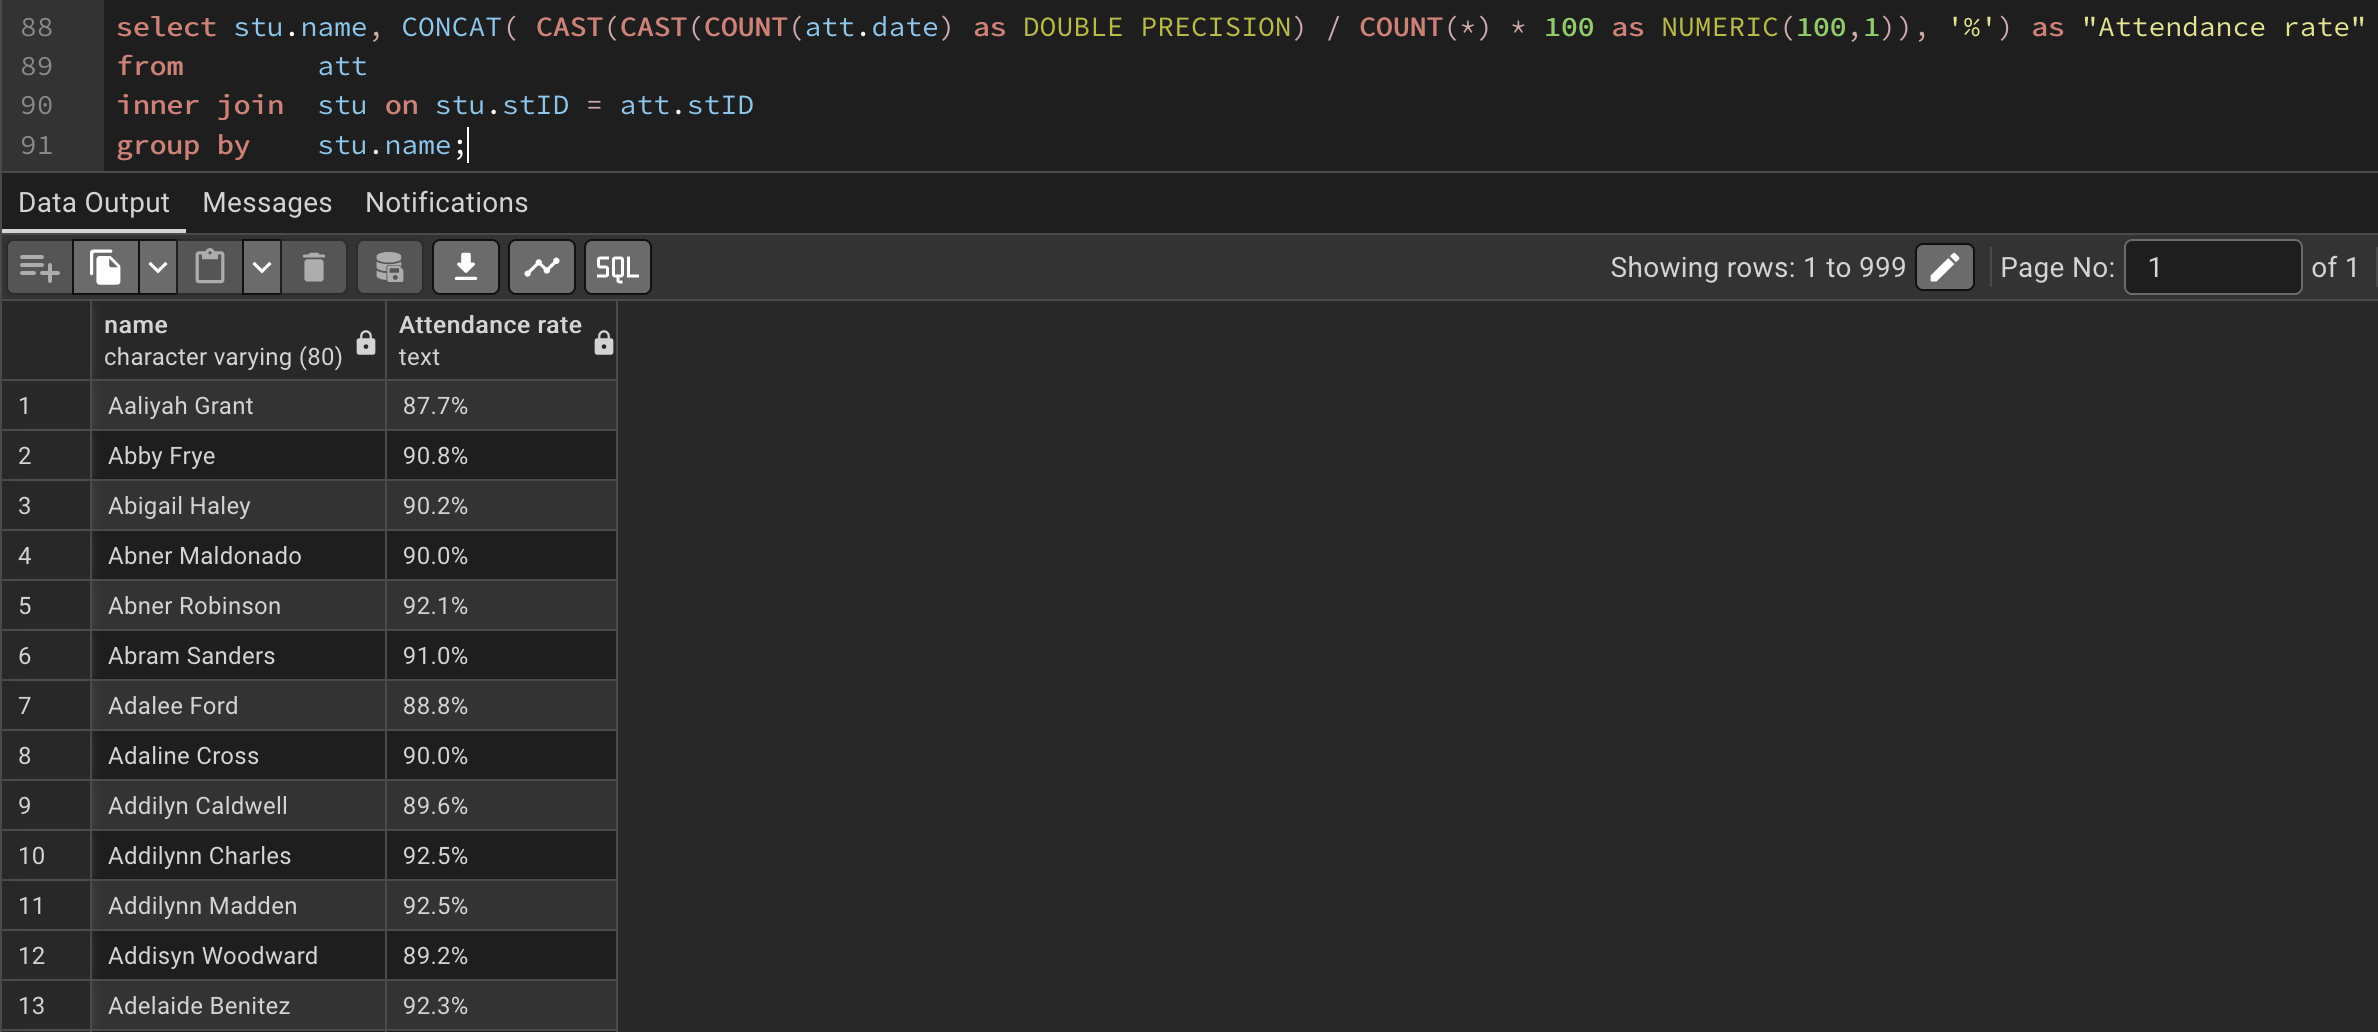 88 select stu.name, CONCAT( CAST(CAST(COUNT(att.date) as DOUBLE PRECISION) / COUNT(*) * 100 as NUMERIC(100,1)), '%') as "Attendance rate"
89 from att
90 inner join stu on stu.stID = att.stID
91 group by stu.name;
Data Output Messages Notifications
SQL Showing rows: 1 to 999 Page No: 1 of 1
name Attendance rate
character varying (80) text
1 Aaliyah Grant 87.7%
2 Abby Frye 90.8%
3 Abigail Haley 90.2%
4 Abner Maldonado 90.0%
5 Abner Robinson 92.1%
6 Abram Sanders 91.0%
7 Adalee Ford 88.8%
8 Adaline Cross 90.0%
9 Addilyn Caldwell 89.6%
10 Addilynn Charles 92.5%
11 Addilynn Madden 92.5%
12 Addisyn Woodward 89.2%
13 Adelaide Benitez 92.3%